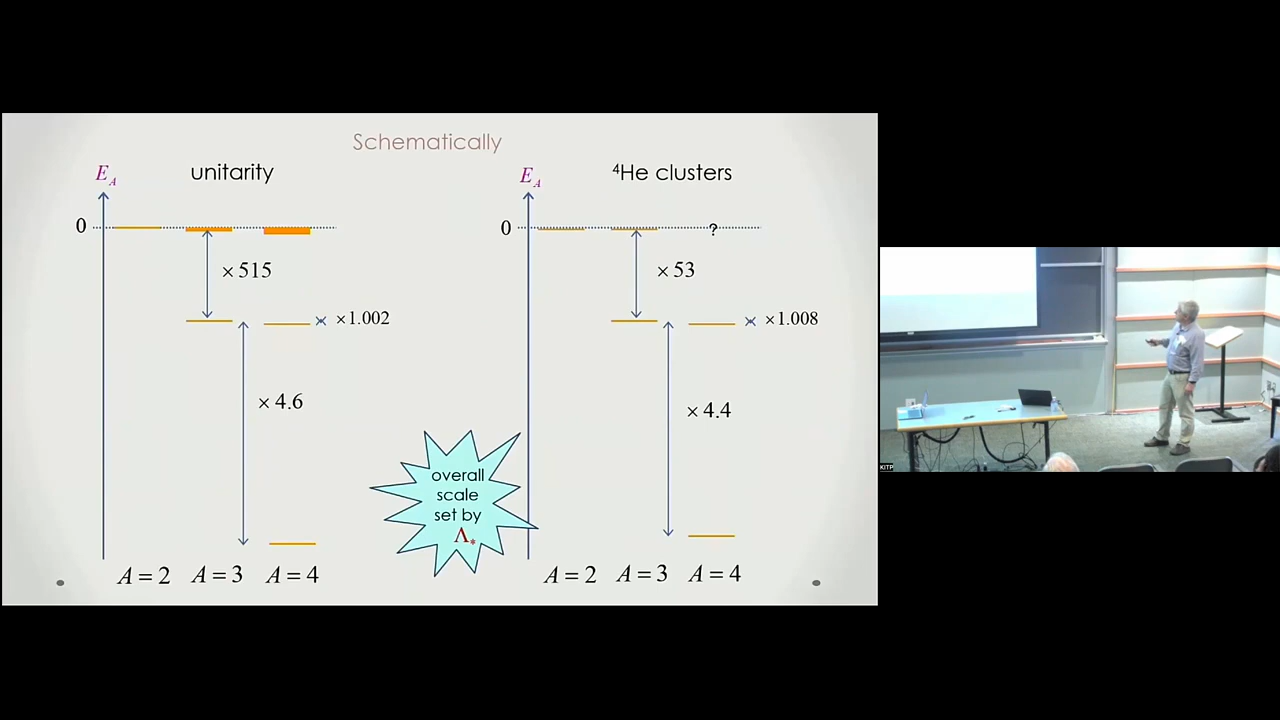 Schematically
E_A
unitarity
0
× 515
× 1.002
× 4.6
A = 2
A = 3
A = 4
overall
scale
set by
Λ*
E_A
⁴He clusters
0
?
× 53
× 1.008
× 4.4
A = 2
A = 3
A = 4
KITP